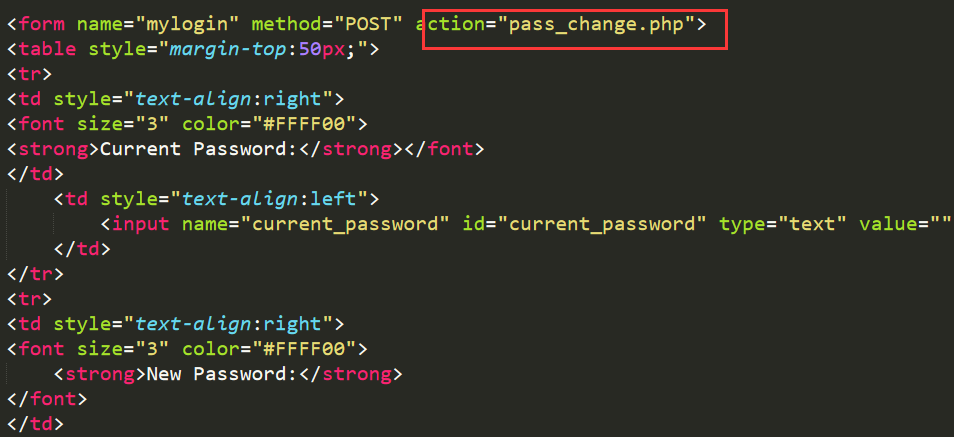 <form name="mylogin" method="POST" action="pass_change.php">
<table style="margin-top:50px;">
<tr>
<td style="text-align:right">
<font size="3" color="#FFFF00">
<strong>Current Password:</strong></font>
</td>
<td style="text-align:left">
<input name="current_password" id="current_password" type="text" value=""
</td>
</tr>
<tr>
<td style="text-align:right">
<font size="3" color="#FFFF00">
<strong>New Password:</strong>
</font>
</td>